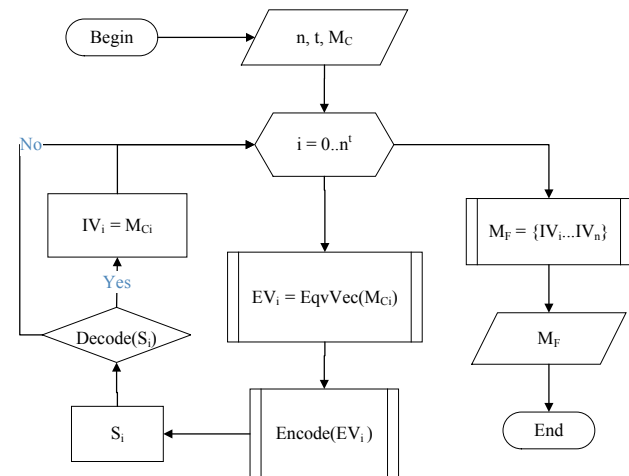 Begin
n, t, M_C
No
i = 0..n^t
IV_i = M_Ci
M_F = {IV_i...IV_n}
Yes
EV_i = EqvVec(M_Ci)
Decode(S_i)
M_F
S_i
Encode(EV_i )
End